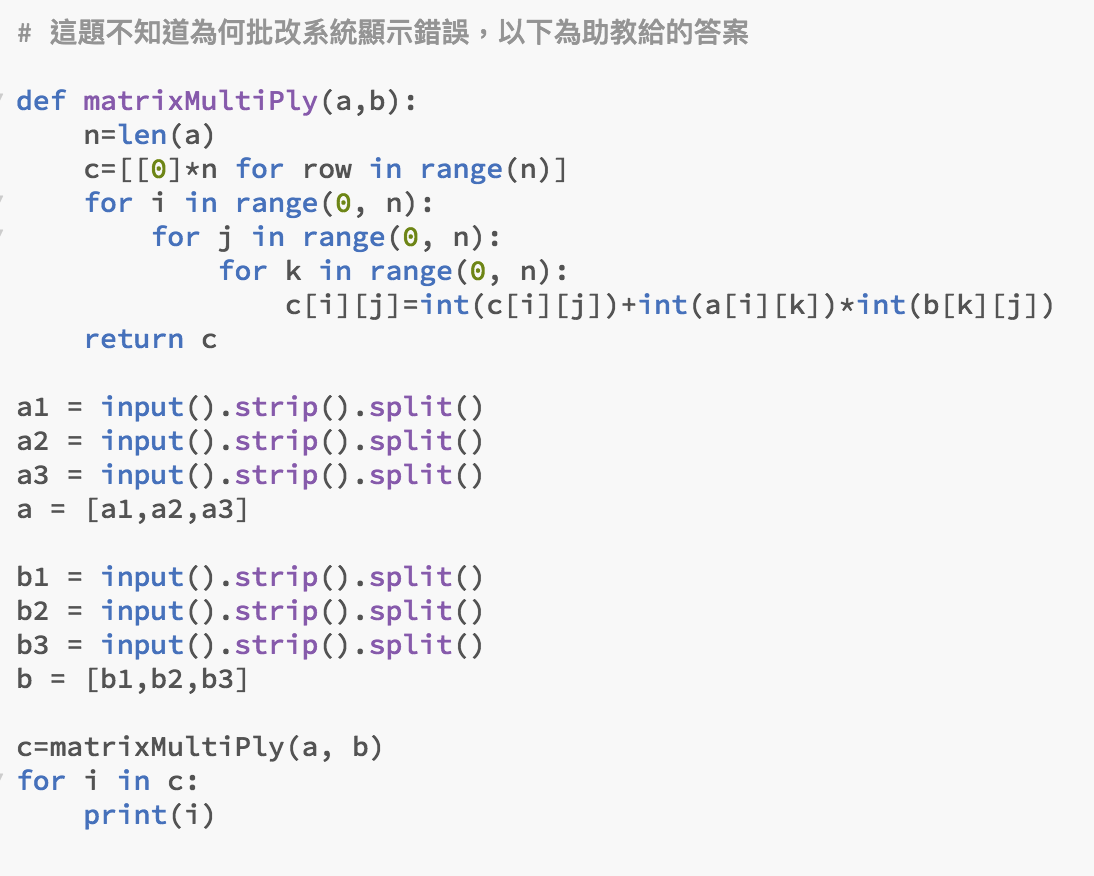 # 這題不知道為何批改系統顯示錯誤，以下為助教給的答案
def matrixMultiPly(a,b):
    n=len(a)
    c=[[0]*n for row in range(n)]
    for i in range(0, n):
        for j in range(0, n):
            for k in range(0, n):
                c[i][j]=int(c[i][j])+int(a[i][k])*int(b[k][j])
    return c
a1 = input().strip().split()
a2 = input().strip().split()
a3 = input().strip().split()
a = [a1,a2,a3]
b1 = input().strip().split()
b2 = input().strip().split()
b3 = input().strip().split()
b = [b1,b2,b3]
c=matrixMultiPly(a, b)
for i in c:
    print(i)